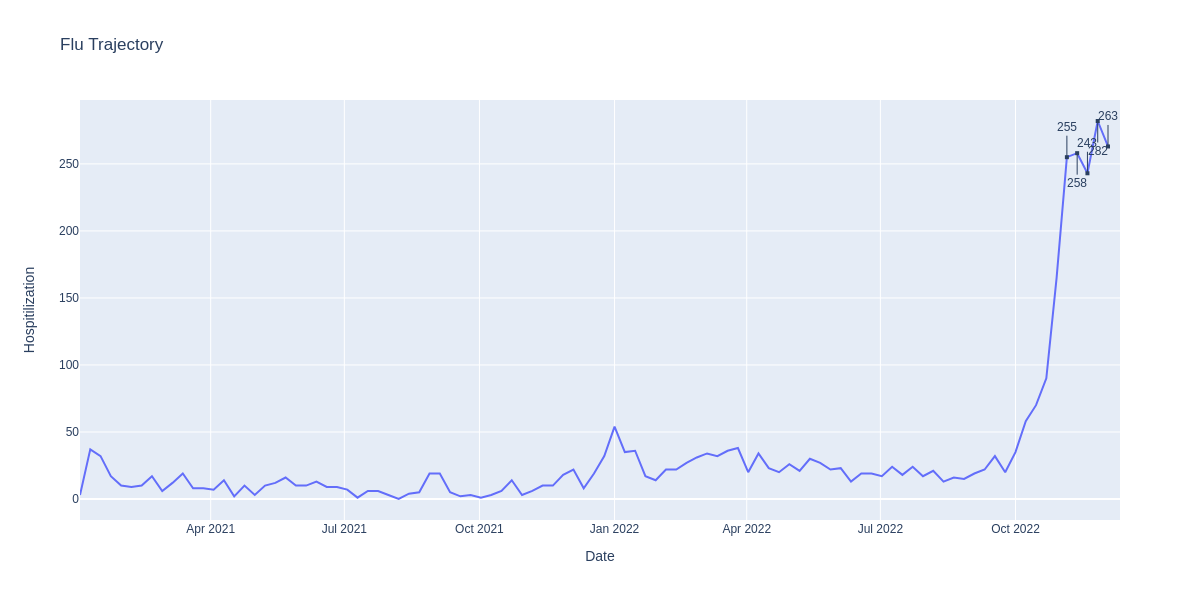 Flu Trajectory
Hospitilization
250
200
150
100
50
0
255
258
243
282
263
Apr 2021
Jul 2021
Oct 2021
Jan 2022
Apr 2022
Jul 2022
Oct 2022
Date